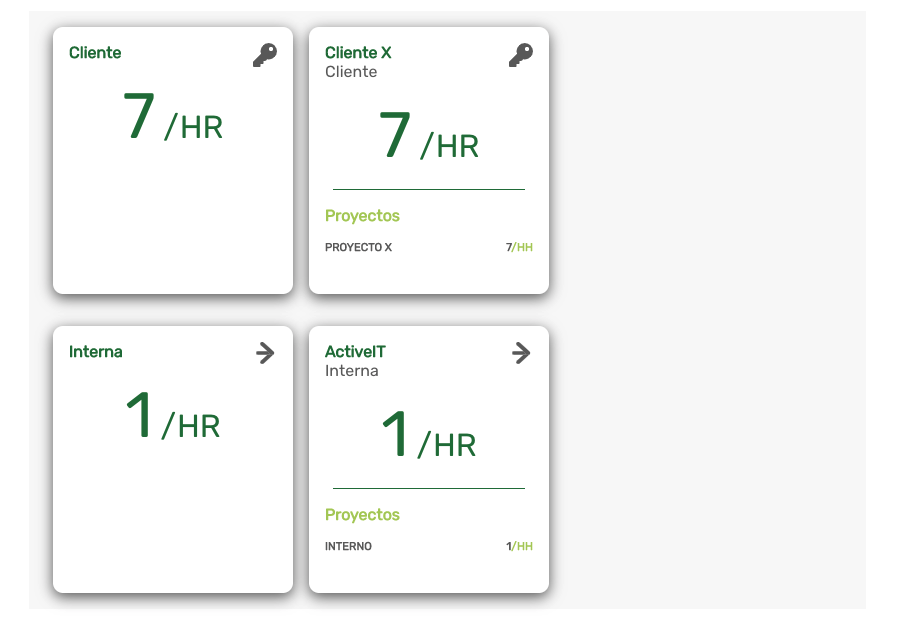 Cliente
7 /HR
Cliente X
Cliente
7 /HR
Proyectos
PROYECTO X 7/HH
Interna
1/HR
ActiveIT
Interna
1/HR
Proyectos
INTERNO 1/HH